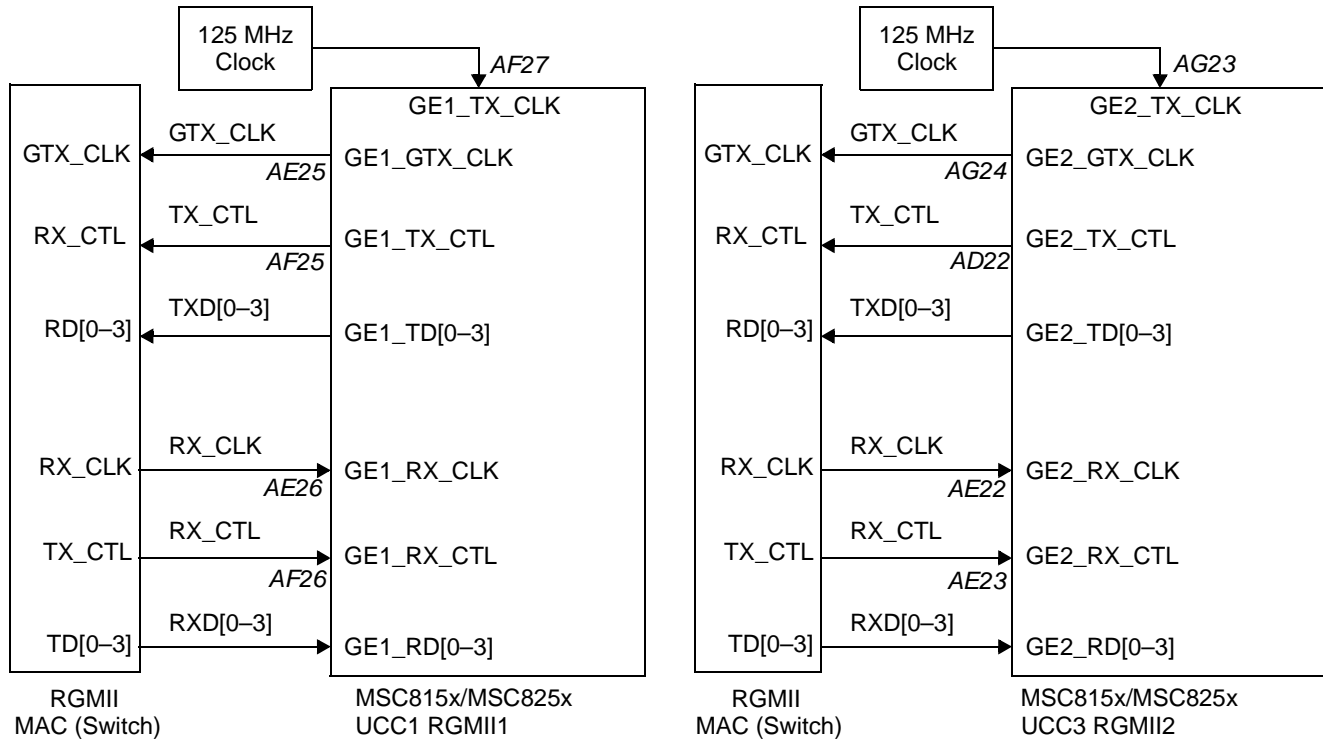 125 MHz
Clock
AF27
GE1_TX_CLK
GTX_CLK
GTX_CLK
AE25
GE1_GTX_CLK
RX_CTL
TX_CTL
AF25
GE1_TX_CTL
RD[0–3]
TXD[0–3]
GE1_TD[0–3]
RX_CLK
RX_CLK
AE26
GE1_RX_CLK
TX_CTL
RX_CTL
AF26
GE1_RX_CTL
TD[0–3]
RXD[0–3]
GE1_RD[0–3]
RGMII
MAC (Switch)
MSC815x/MSC825x
UCC1 RGMII1
125 MHz
Clock
AG23
GE2_TX_CLK
GTX_CLK
GTX_CLK
AG24
GE2_GTX_CLK
RX_CTL
TX_CTL
AD22
GE2_TX_CTL
RD[0–3]
TXD[0–3]
GE2_TD[0–3]
RX_CLK
RX_CLK
AE22
GE2_RX_CLK
TX_CTL
RX_CTL
AE23
GE2_RX_CTL
TD[0–3]
RXD[0–3]
GE2_RD[0–3]
RGMII
MAC (Switch)
MSC815x/MSC825x
UCC3 RGMII2